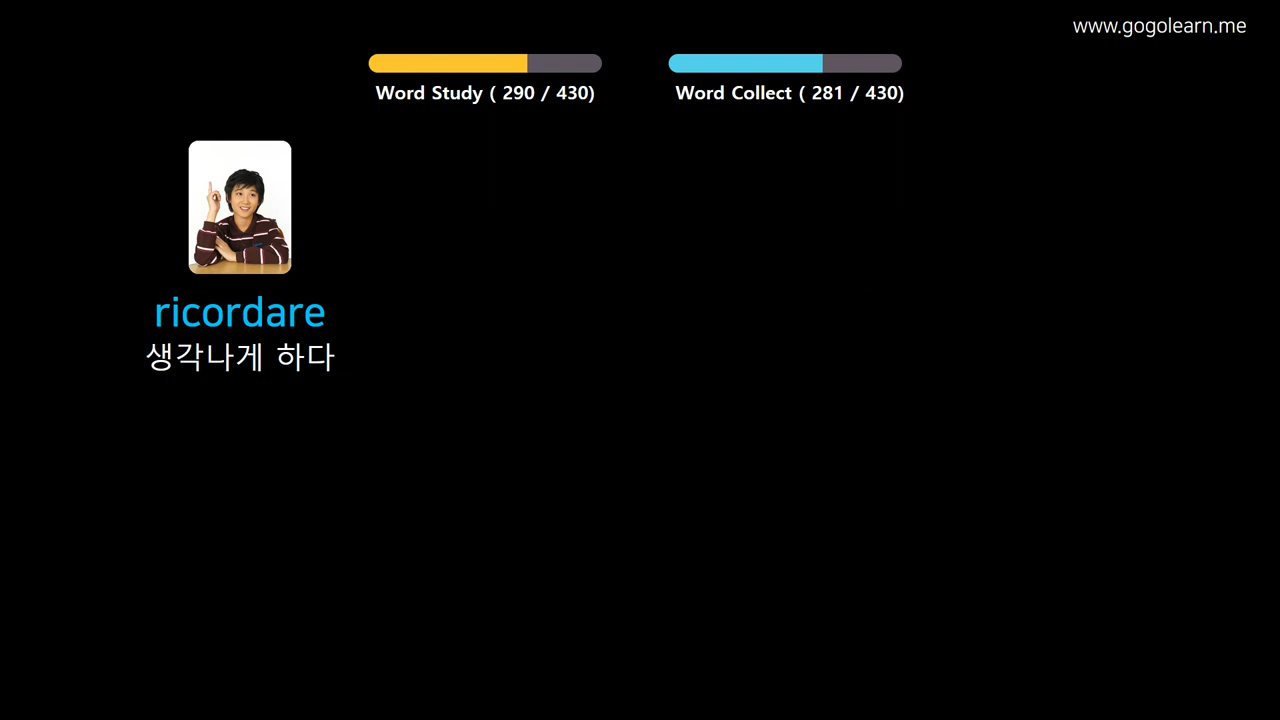 www.gogolearn.me
Word Study ( 290 / 430)
Word Collect ( 281 / 430)
ricordare
생각나게 하다